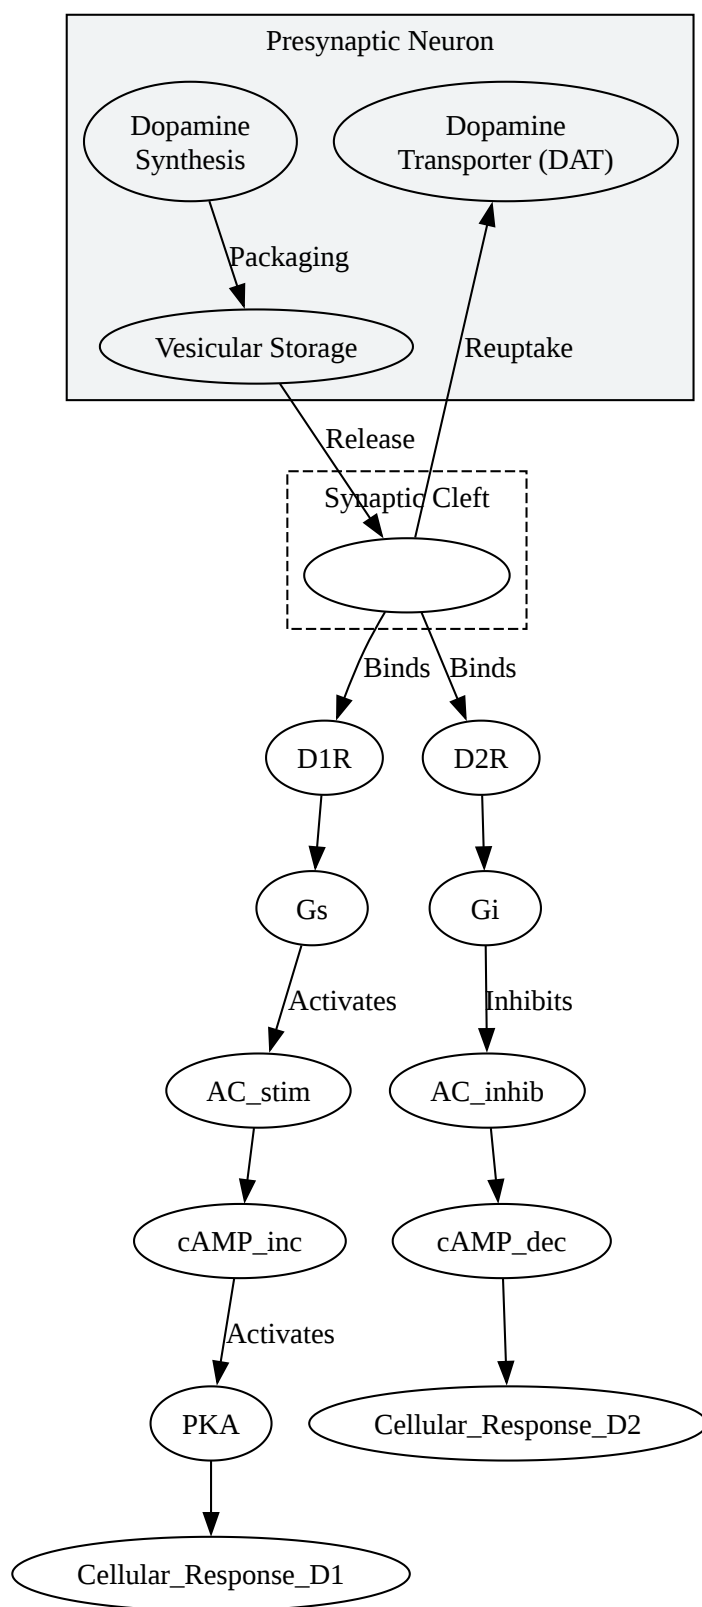 Presynaptic Neuron
Dopamine
Synthesis
Dopamine
Transporter (DAT)
Packaging
Vesicular Storage
Reuptake
Release
Synaptic Cleft
Binds
Binds
D1R
D2R
Gs
Gi
Activates
Inhibits
AC_stim
AC_inhib
cAMP_inc
cAMP_dec
Activates
PKA
Cellular_Response_D2
Cellular_Response_D1